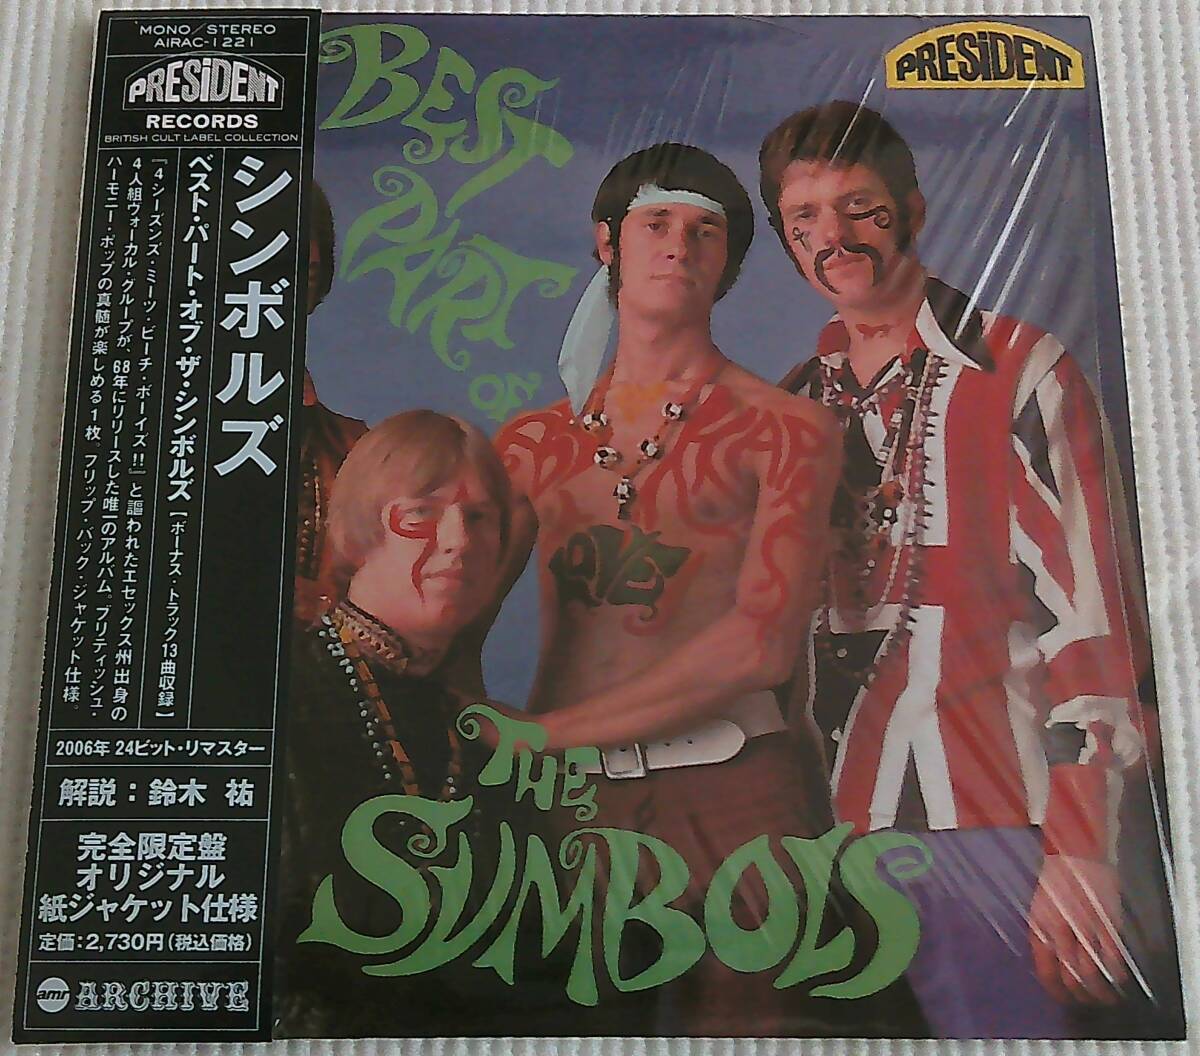 MONO/STEREO
AIRAC-1221
PRESiDENT
RECORDS
BRITISH CULT LABEL COLLECTION
シンボルズ
ベスト・パート・オブ・ザ・シンボルズ【ボーナス・トラック13曲収録】
『4シーズンズ・ミーツ・ビーチ・ボーイズ!!』と謳われたエセックス州出身の
4人組ヴォーカル・グループが、68年にリリースした唯一のアルバム。ブリティッシュ・
ハーモニー・ポップの真髄が楽しめる1枚。フリップ・バック・ジャケット仕様。
2006年 24ビット・リマスター
解説：鈴木 祐
完全限定盤
オリジナル
紙ジャケット仕様
定価：2,730円（税込価格）
amr ARCHIVE
PRESiDENT
BEST
PART
OF
LOVE
THE
SYMBOLS